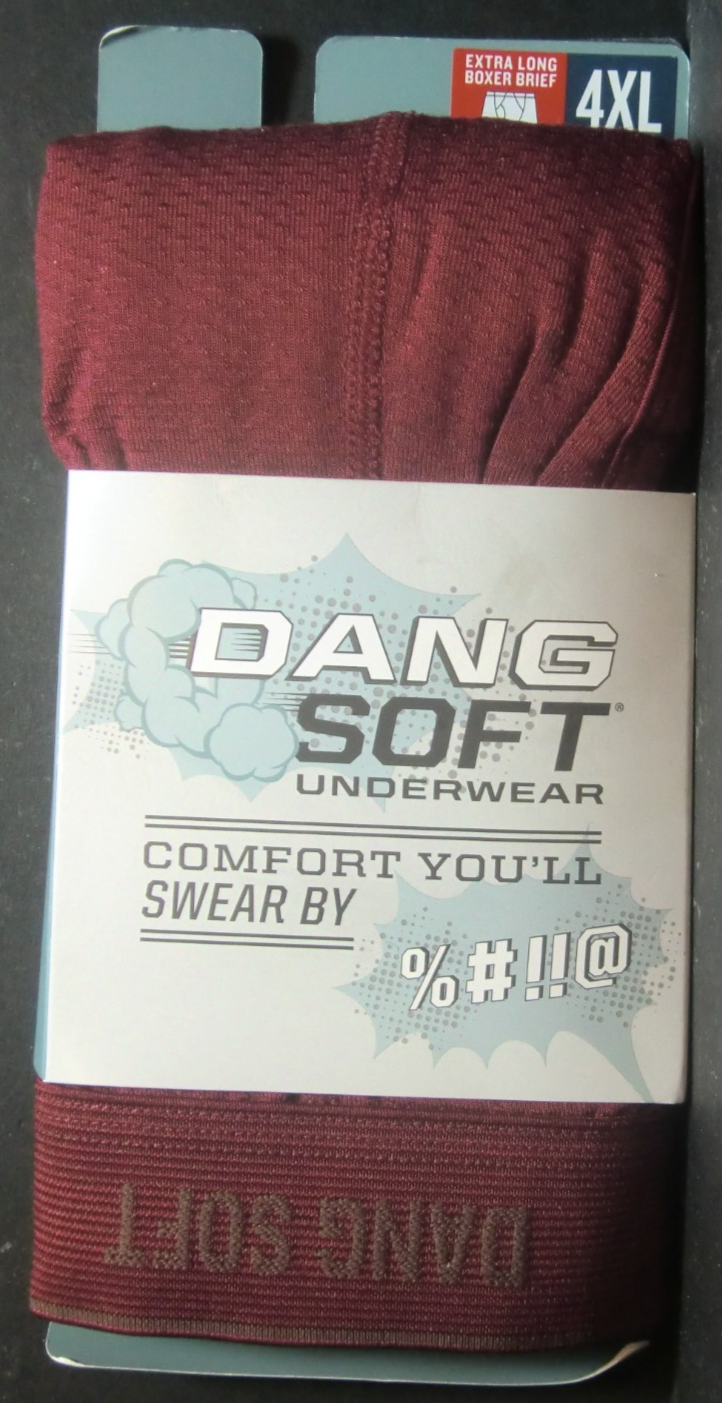 EXTRA LONG
BOXER BRIEF
4XL
DANG
SOFT®
UNDERWEAR
COMFORT YOU'LL
SWEAR BY
%#!!@
DANG SOFT